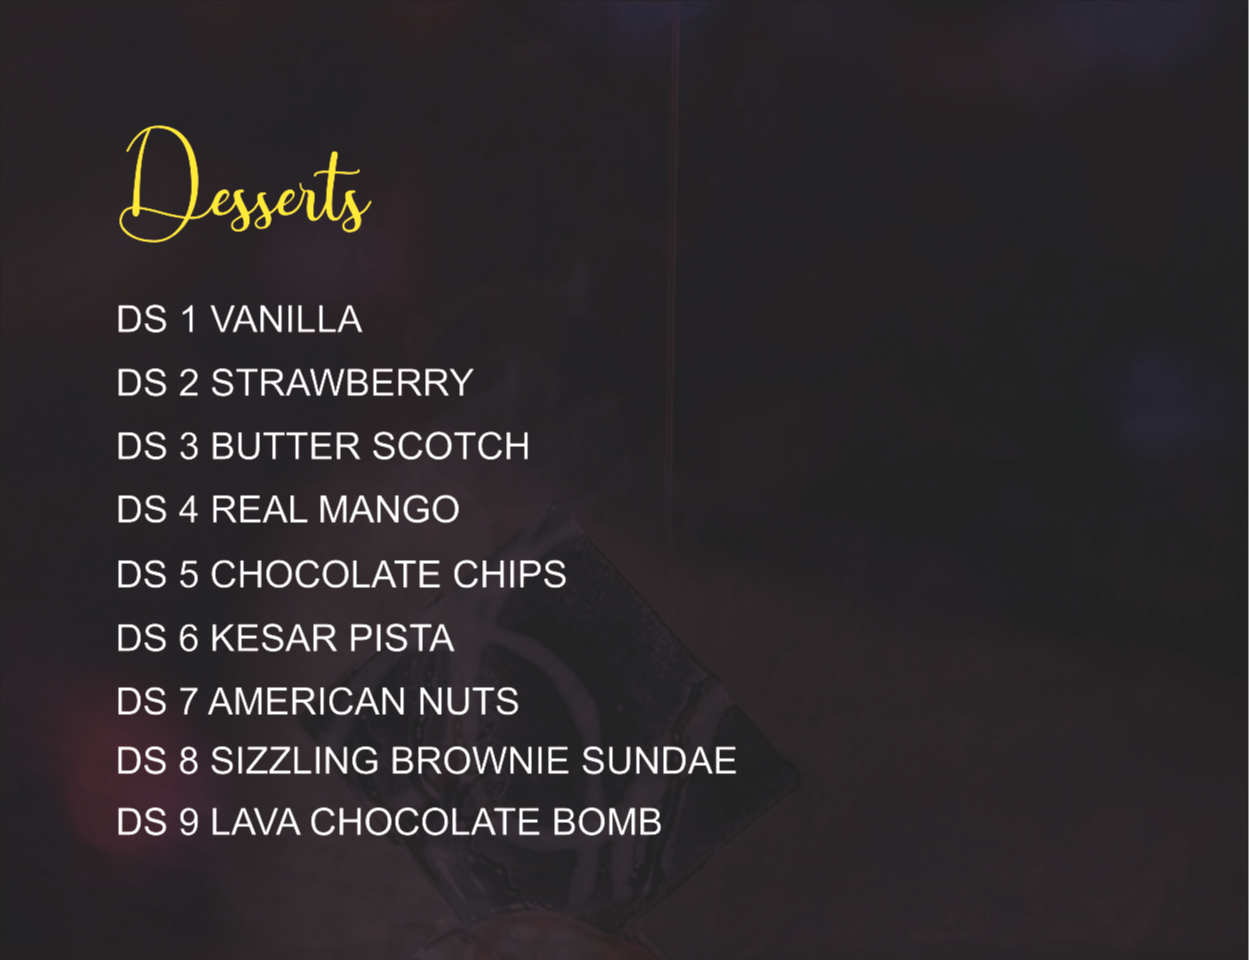 Desserts
DS 1 VANILLA
DS 2 STRAWBERRY
DS 3 BUTTER SCOTCH
DS 4 REAL MANGO
DS 5 CHOCOLATE CHIPS
DS 6 KESAR PISTA
DS 7 AMERICAN NUTS
DS 8 SIZZLING BROWNIE SUNDAE
DS 9 LAVA CHOCOLATE BOMB